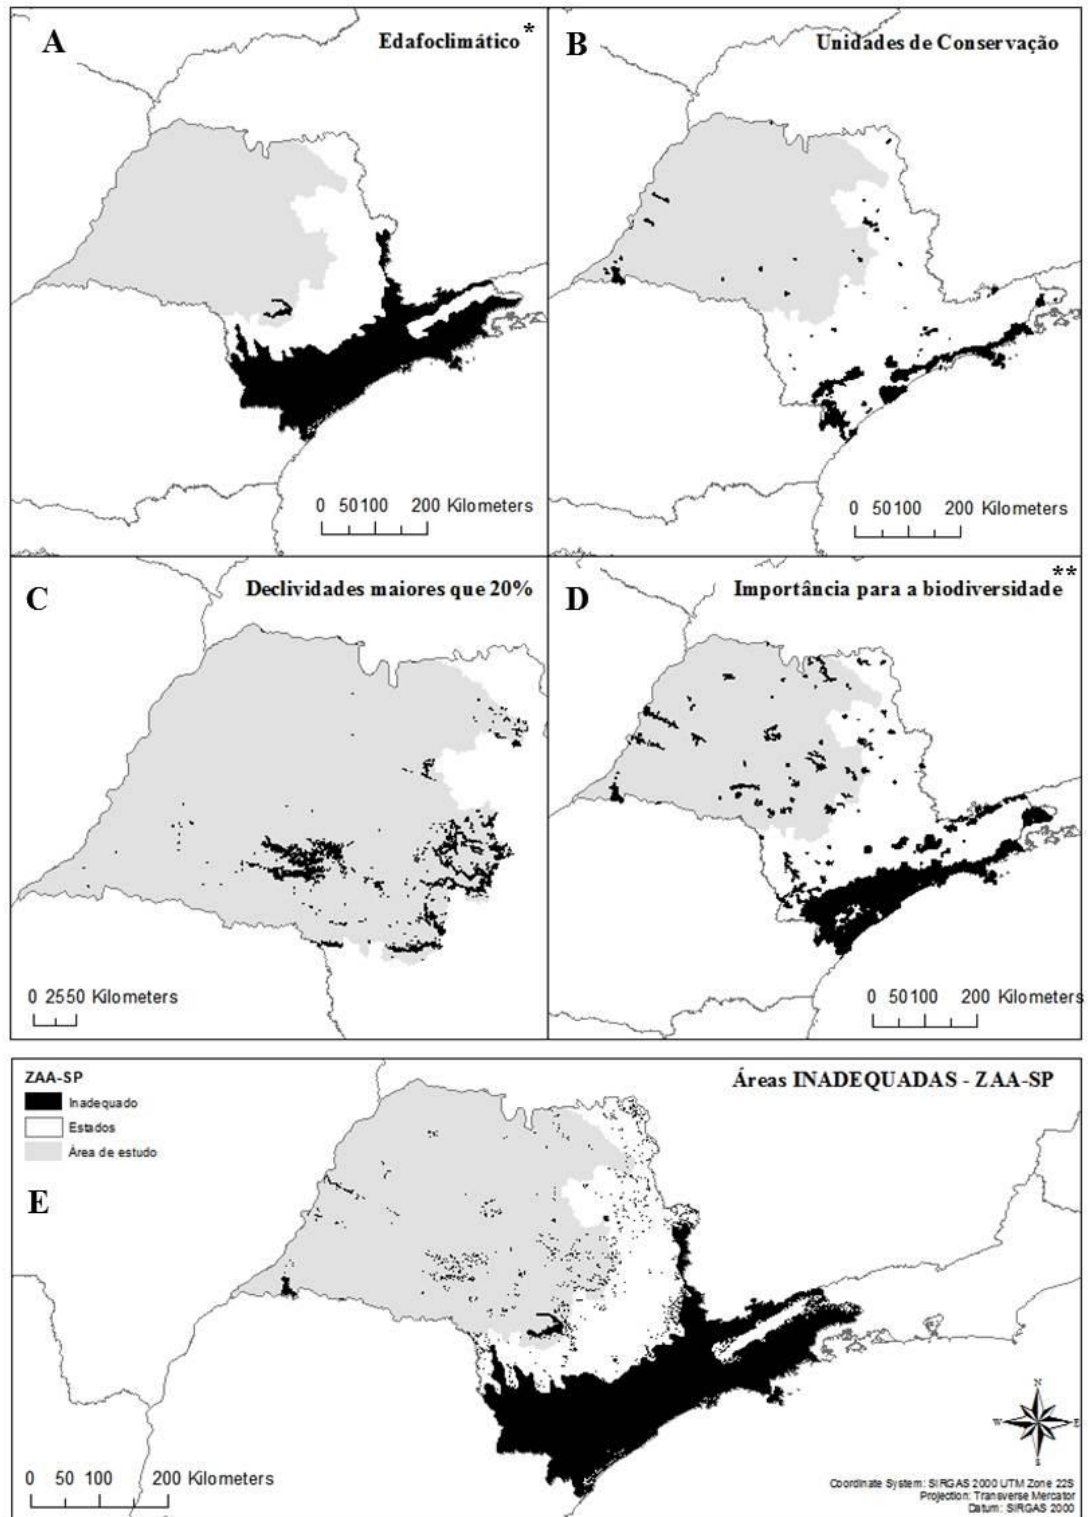 A
Edafoclimático *
0 50100 200 Kilometers
B
Unidades de Conservação
0 50100 200 Kilometers
C
Declividades maiores que 20%
0 2550 Kilometers
D
Importância para a biodiversidade **
0 50100 200 Kilometers
ZAA-SP
Inadequado
Estados
Área de estudo
Áreas INADEQUADAS - ZAA-SP
E
0 50 100 200 Kilometers
N
W E
S
Coordinate System: SIRGAS 2000 UTM Zone 22S
Projection: Transverse Mercator
Datum: SIRGAS 2000